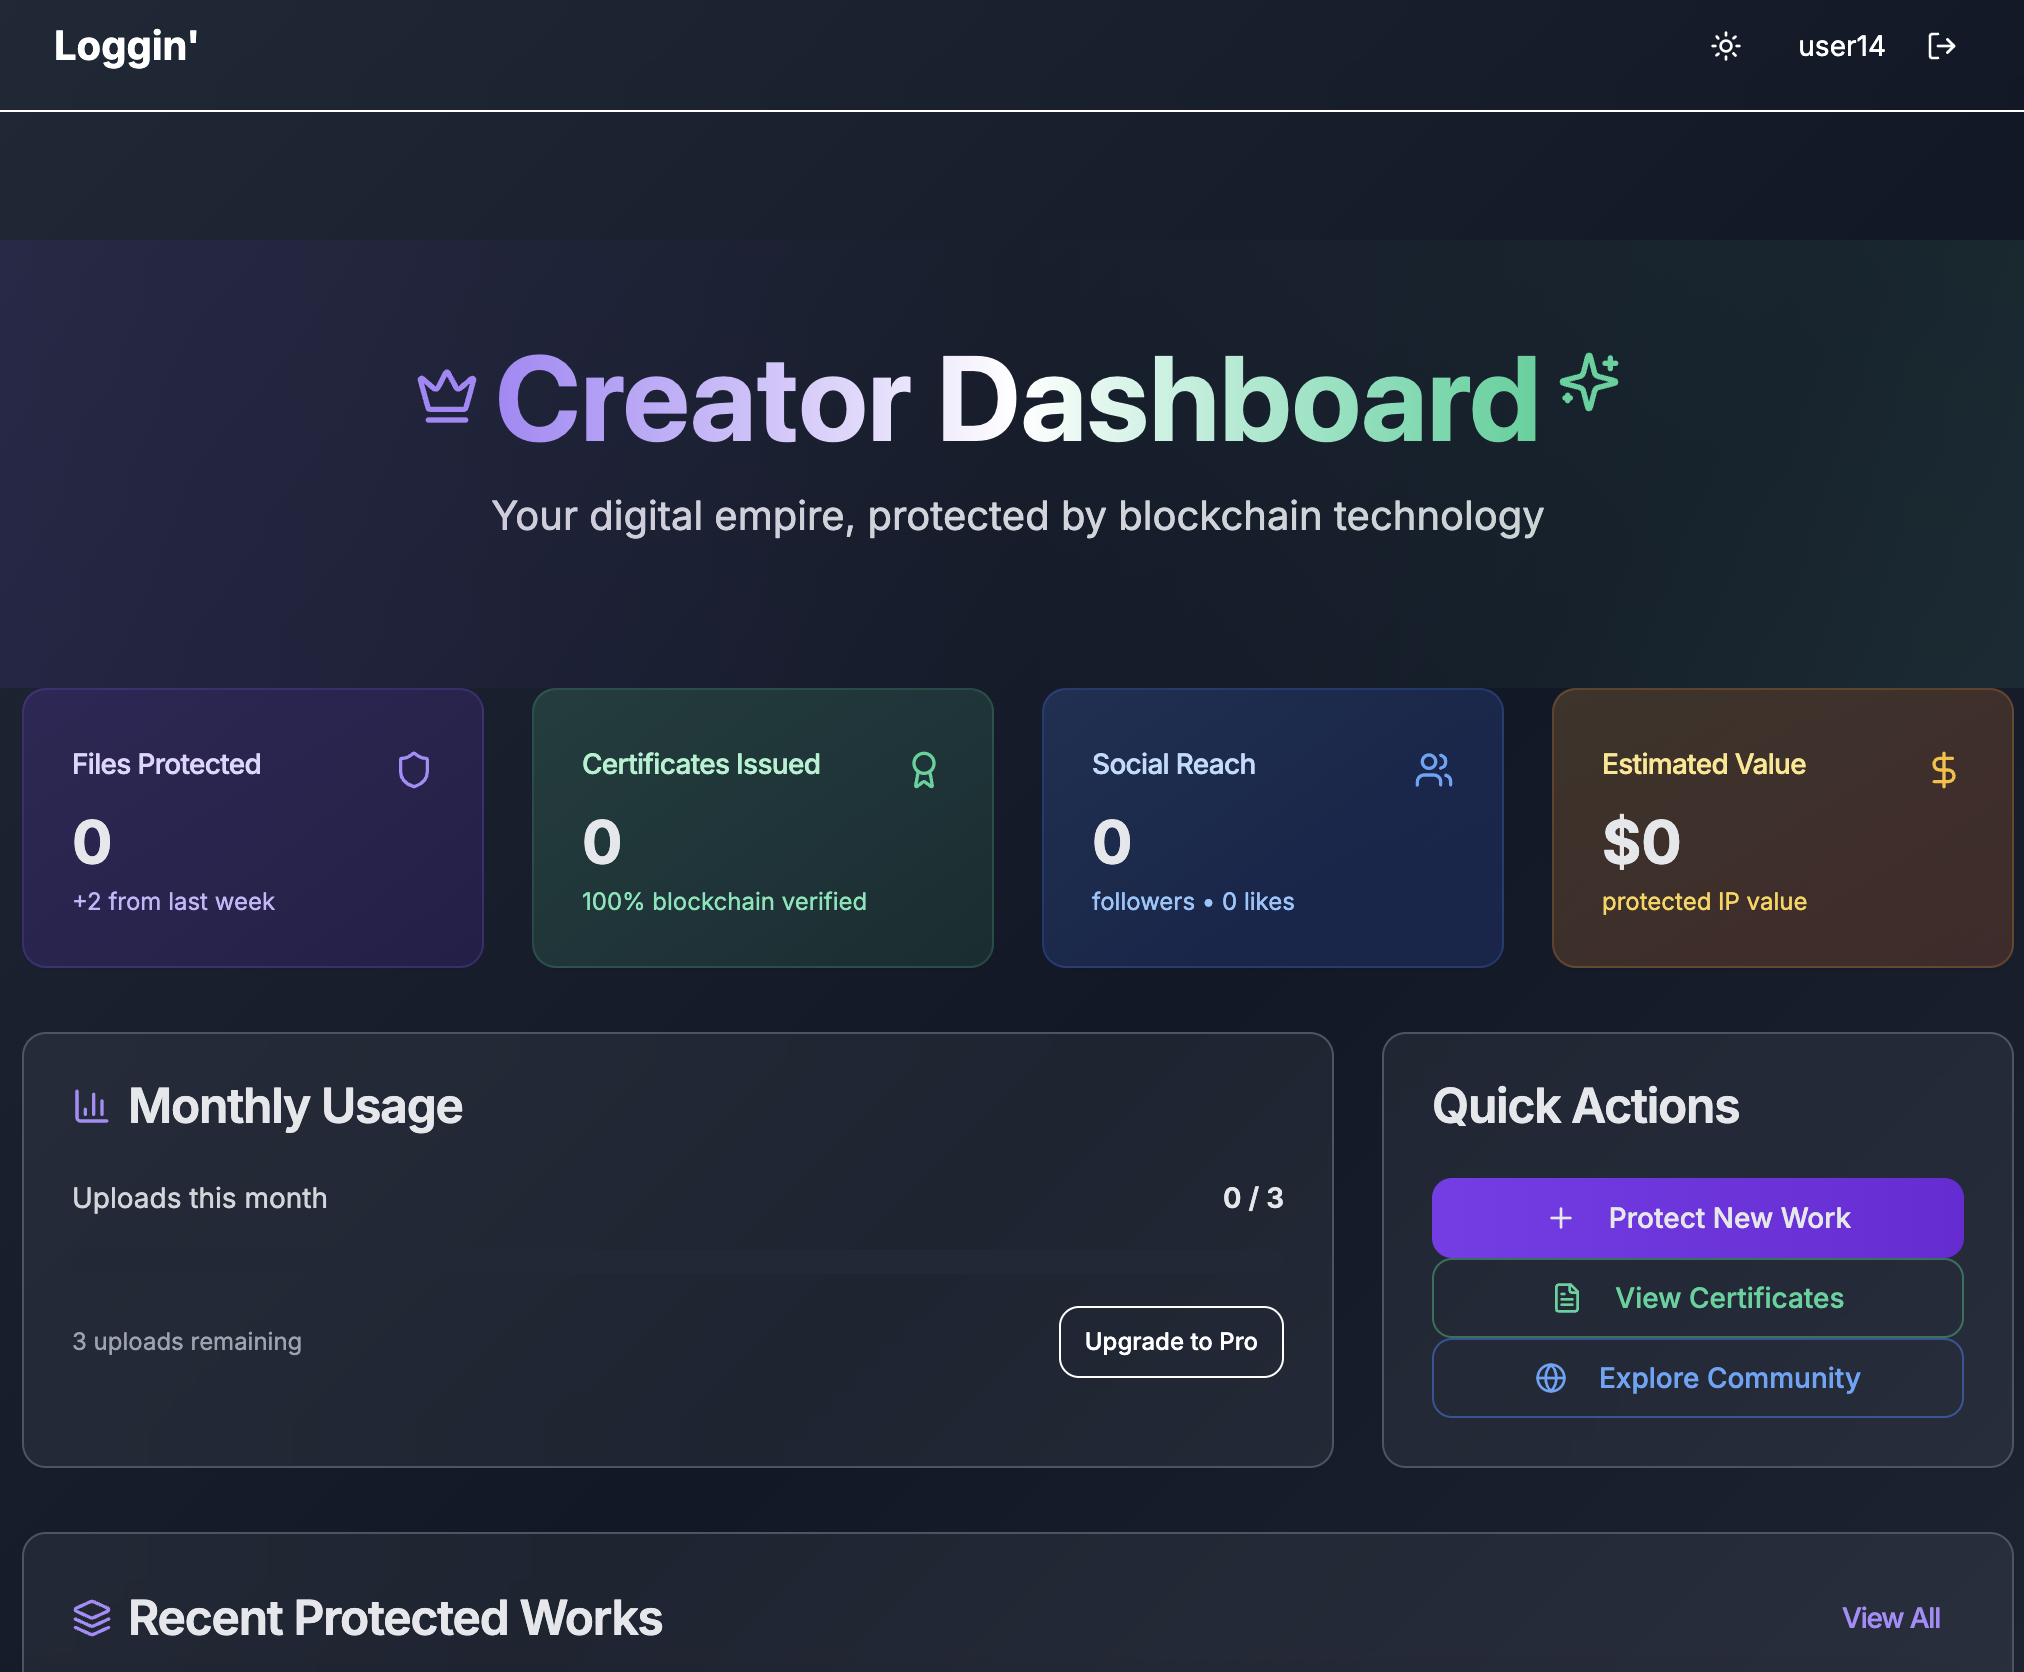 Loggin'
user14
Creator Dashboard
Your digital empire, protected by blockchain technology
Files Protected
0
+2 from last week
Certificates Issued
0
100% blockchain verified
Social Reach
0
followers • 0 likes
Estimated Value
$0
protected IP value
Monthly Usage
Uploads this month
0 / 3
3 uploads remaining
Upgrade to Pro
Quick Actions
Protect New Work
View Certificates
Explore Community
Recent Protected Works
View All